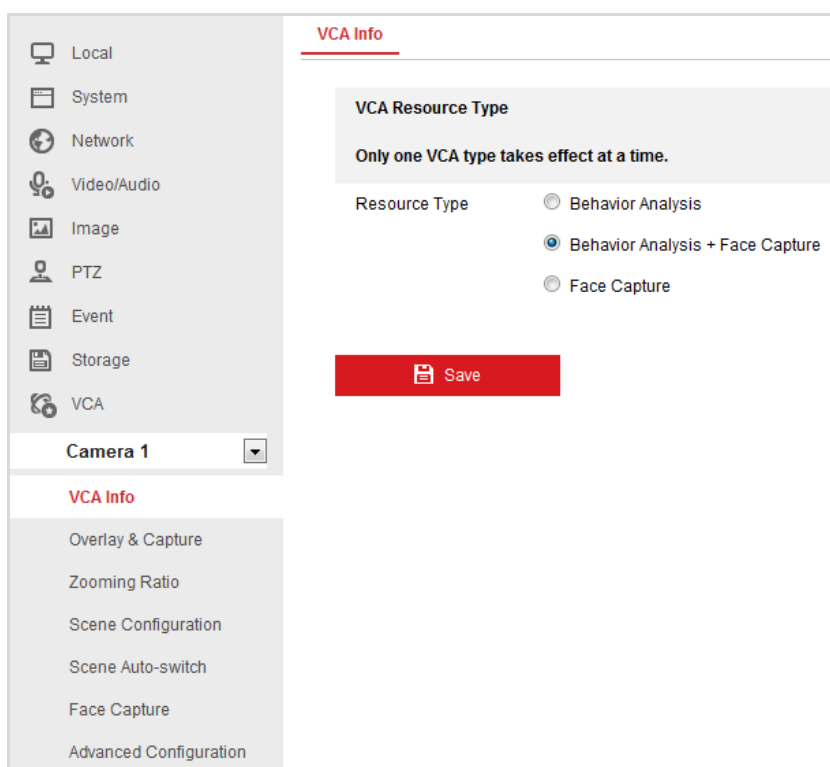 Local
System
Network
Video/Audio
Image
PTZ
Event
Storage
VCA
Camera 1
VCA Info
Overlay & Capture
Zooming Ratio
Scene Configuration
Scene Auto-switch
Face Capture
Advanced Configuration
VCA Info
VCA Resource Type
Only one VCA type takes effect at a time.
Resource Type Behavior Analysis
Behavior Analysis + Face Capture
Face Capture
Save